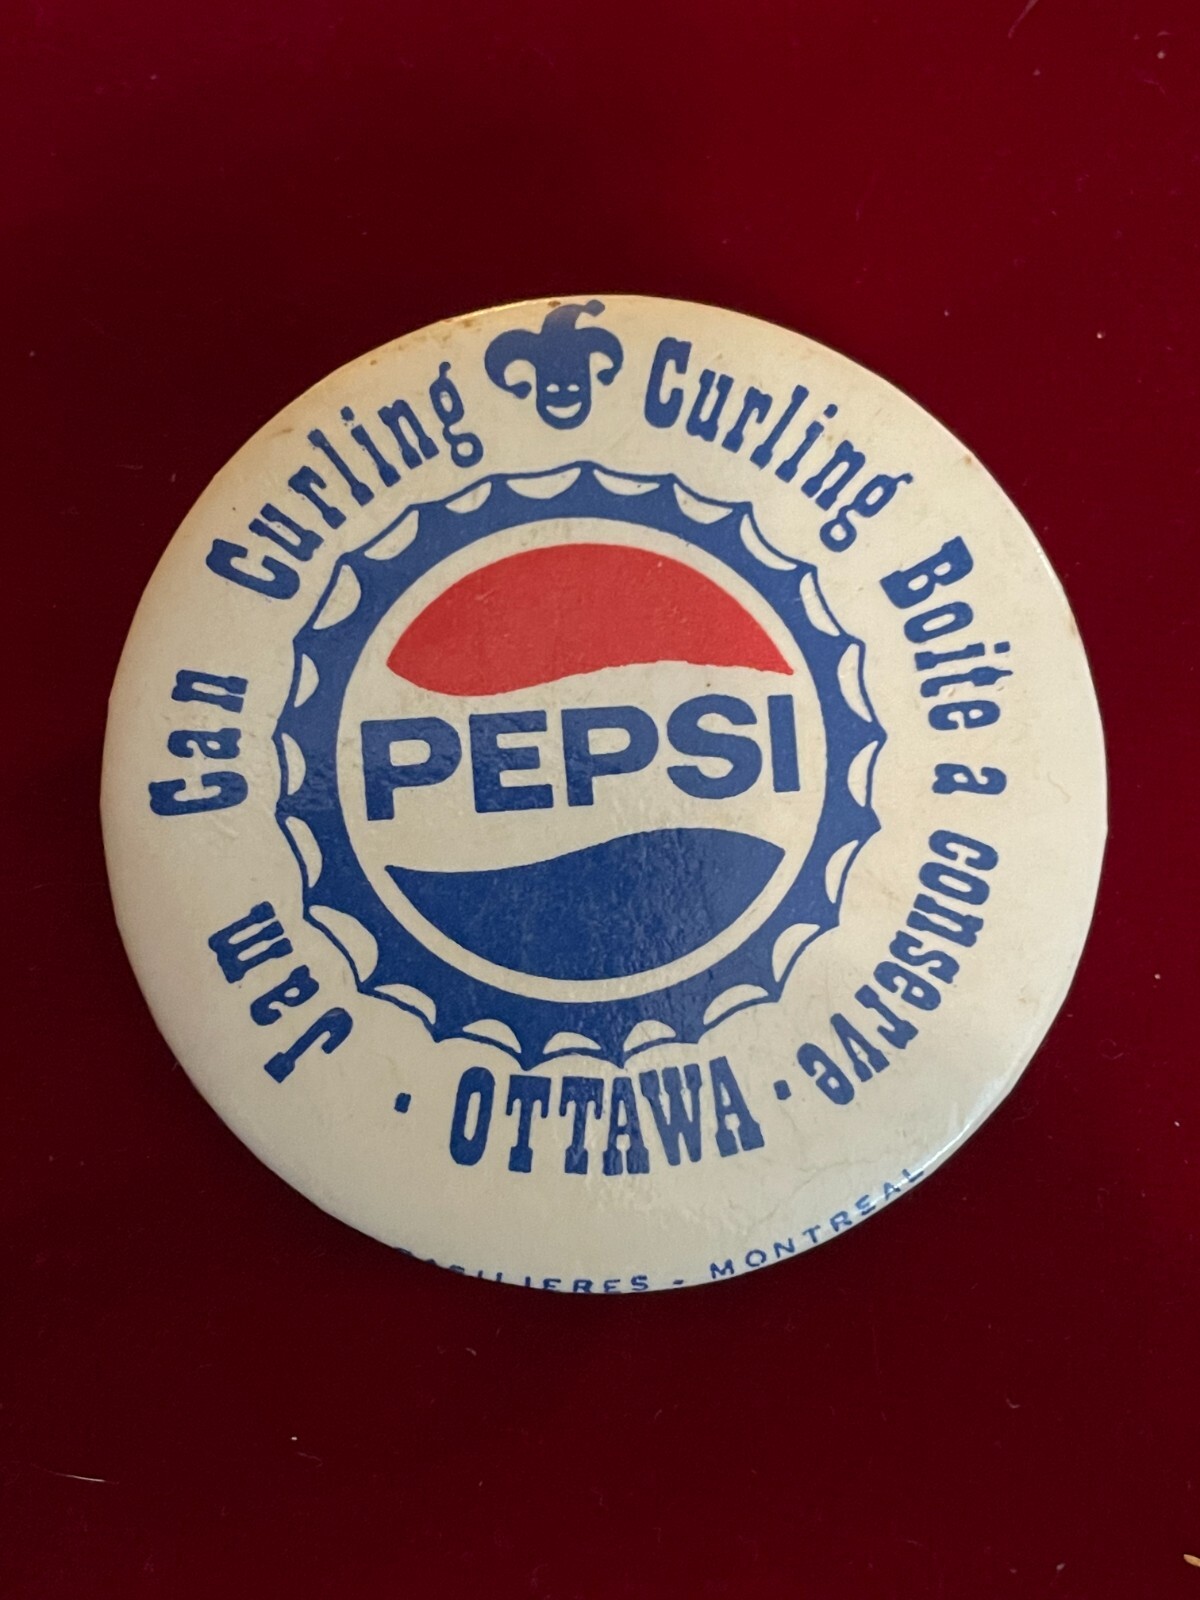 Jam Can Curling
Curling Boite a conserve
PEPSI
· OTTAWA ·
MONTREAL